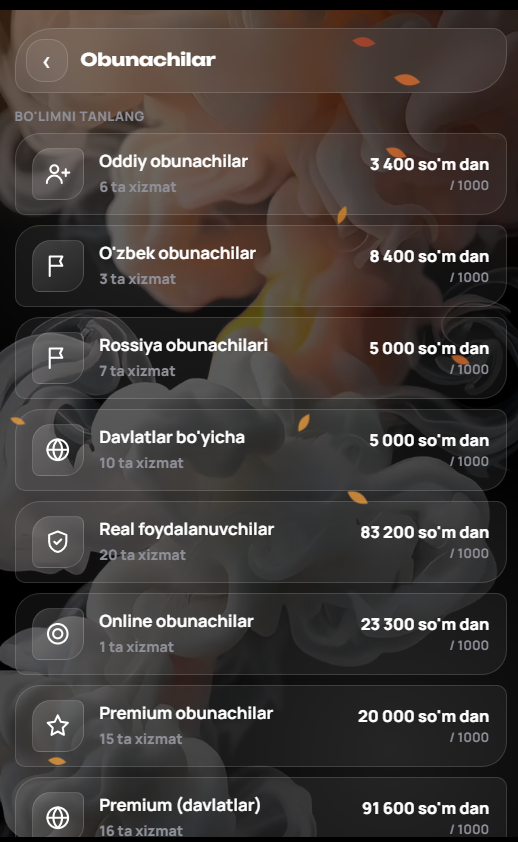 ‹ Obunachilar
BO'LIMNI TANLANG
Oddiy obunachilar
3 400 so'm dan
6 ta xizmat
/ 1000
O'zbek obunachilar
8 400 so'm dan
3 ta xizmat
/ 1000
Rossiya obunachilari
5 000 so'm dan
7 ta xizmat
/ 1000
Davlatlar bo'yicha
5 000 so'm dan
10 ta xizmat
/ 1000
Real foydalanuvchilar
83 200 so'm dan
20 ta xizmat
/ 1000
Online obunachilar
23 300 so'm dan
1 ta xizmat
/ 1000
Premium obunachilar
20 000 so'm dan
15 ta xizmat
/ 1000
Premium (davlatlar)
91 600 so'm dan
16 ta xizmat
/ 1000